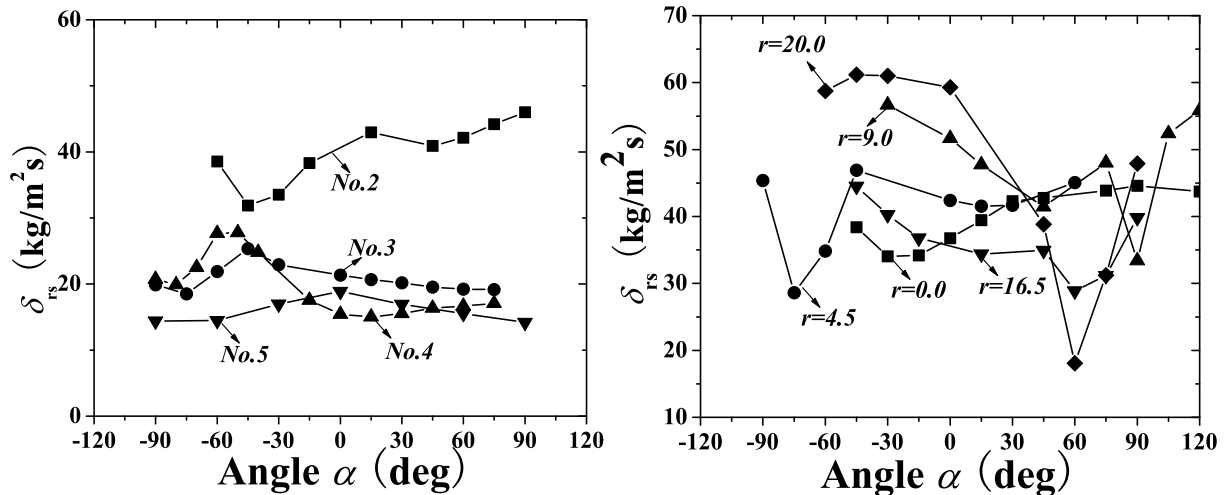 60
40
20
0
δrs (kg/m²s)
No.2
No.3
No.5
No.4
-120 -90 -60 -30 0 30 60 90 120
Angle α (deg)
70
60
50
40
30
20
10
δrs (kg/m²s)
r=20.0
r=9.0
r=0.0
r=16.5
r=4.5
-120 -90 -60 -30 0 30 60 90 120
Angle α (deg)